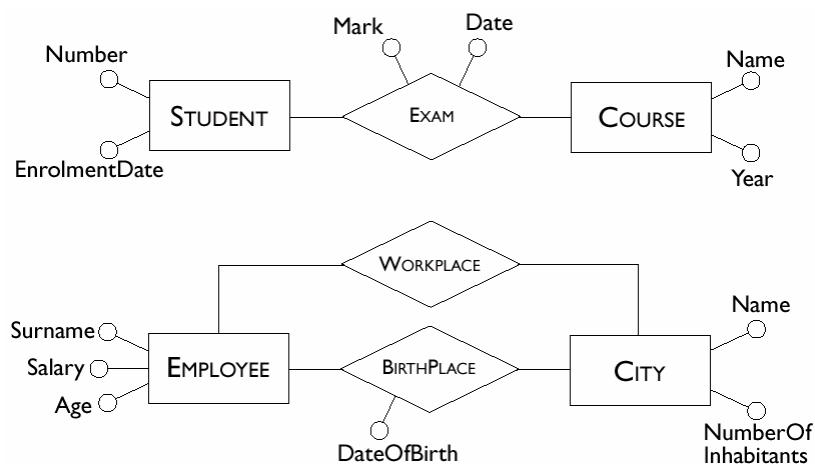 Mark
Date
Number
Name
STUDENT
EXAM
COURSE
EnrolmentDate
Year
WORKPLACE
Name
Surname
Salary
EMPLOYEE
BIRTHPLACE
CITY
Age
DateOfBirth
NumberOf
Inhabitants